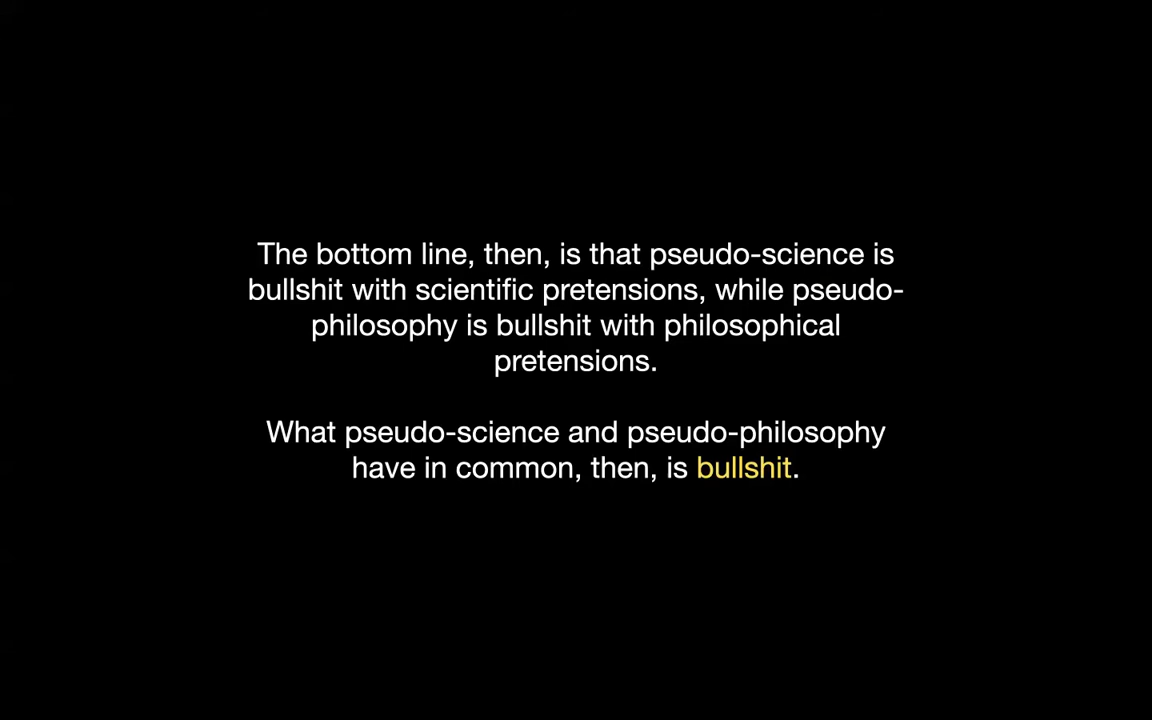 The bottom line, then, is that pseudo-science is
bullshit with scientific pretensions, while pseudo-
philosophy is bullshit with philosophical
pretensions.
What pseudo-science and pseudo-philosophy
have in common, then, is bullshit.